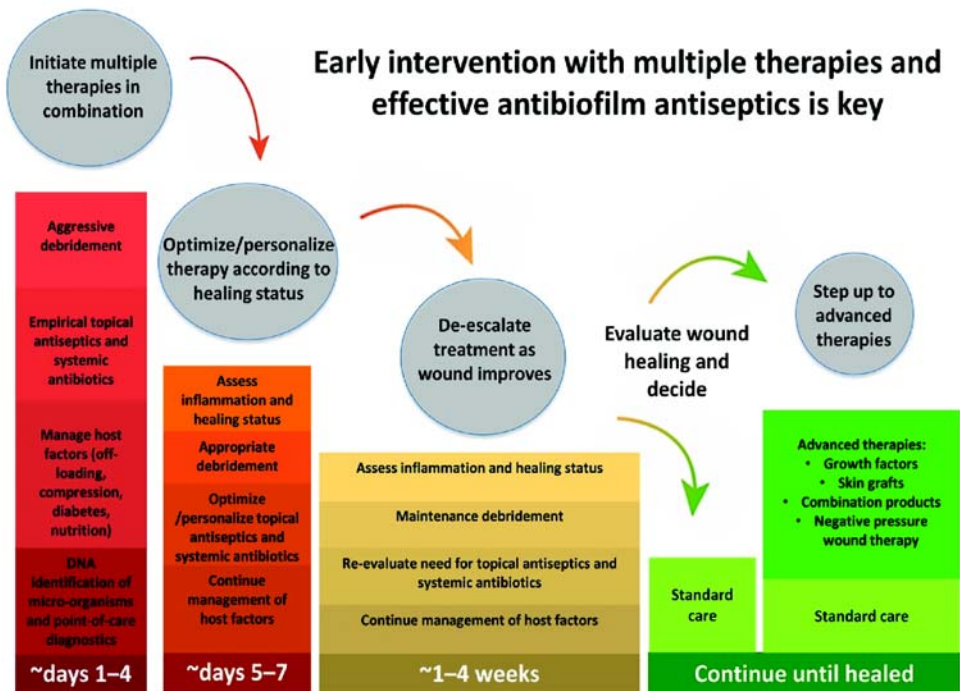 Initiate multiple
therapies in
combination
Early intervention with multiple therapies and
effective antibiofilm antiseptics is key
Optimize/personalize
therapy according to
healing status
De-escalate
treatment as
wound improves
Evaluate wound
healing and
decide
Step up to
advanced
therapies
Aggressive
debridement
Empirical topical
antiseptics and
systemic
antibiotics
Manage host
factors (off-
loading,
compression,
diabetes,
nutrition)
DNA
identification of
micro-organisms
and point-of-care
diagnostics
~days 1–4
Assess
inflammation and
healing status
Appropriate
debridement
Optimize
/personalize topical
antiseptics and
systemic antibiotics
Continue
management of
host factors
~days 5–7
Assess inflammation and healing status
Maintenance debridement
Re-evaluate need for topical antiseptics and
systemic antibiotics
Continue management of host factors
~1–4 weeks
Standard
care
Advanced therapies:
• Growth factors
• Skin grafts
• Combination products
• Negative pressure
wound therapy
Standard care
Continue until healed